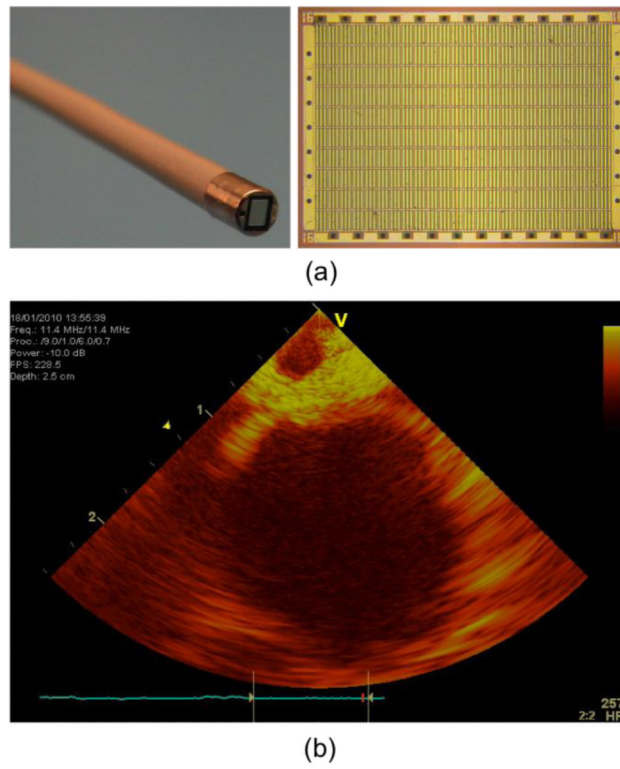 (a)
18/01/2010 13:55:39
Freq.: 11.4 MHz/11.4 MHz
Proc.: /9.0/1.0/6.0/0.7
Power: -10.0 dB
FPS: 228.5
Depth: 2.5 cm
V
1
2
257
2:2 HR
(b)